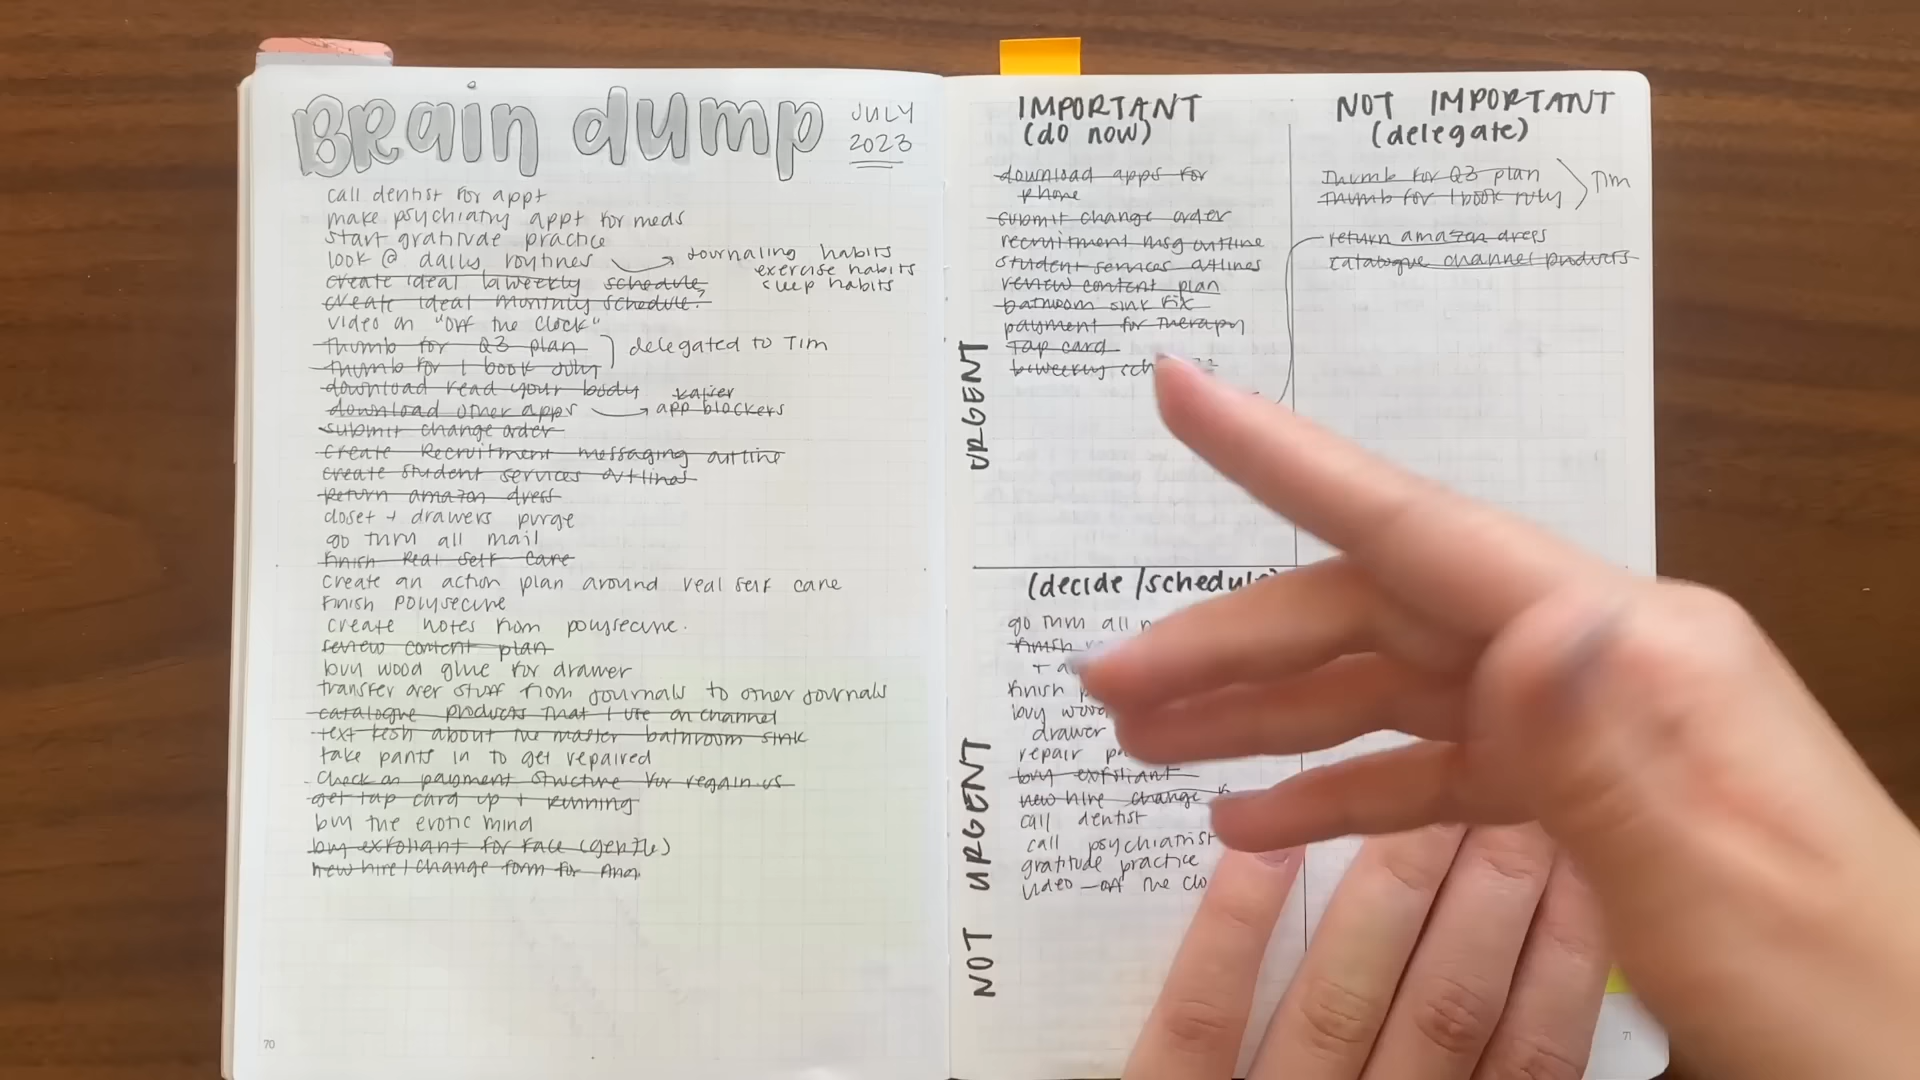 Brain dump
JULY
2023
call dentist for appt
make psychiatry appt for meds
start gratitude practice
look @ daily routines
Journaling habits
exercise habits
sleep habits
create ideal biweekly schedule
create ideal monthly schedule?
video on "off the clock"
thumb for Q3 plan
delegated to Tim
thumb for 1 book July
download read your body
download other apps
kaiser
app blockers
submit change order
create Recruitment messaging outline
create student services outlines
return amazon dress
closet + drawers purge
go thru all mail
finish Real Self Care
create an action plan around real self care
finish polysecure
create notes from polysecure.
review content plan
buy wood glue for drawer
transfer over stuff from journals to other journals
catalogue products that I use on channel
text about the master bathroom sink
take pants in to get repaired
check on payment structure for regain.us
get tap card up + running
buy the erotic mind
buy exfoliant for face (gentle)
new hire / change form for
70
IMPORTANT
(do now)
NOT IMPORTANT
(delegate)
URGENT
download apps for
phone
submit change order
recruitment msg outline
student services outlines
review content plan
bathroom sink fix
payment for therapy
Tap card
biweekly
thumb for Q3 plan
thumb for 1 book July
Tim
return amazon dress
catalogue channel products
NOT URGENT
(decide/schedule)
go thru all
finish
+
finish
buy wood
drawer
repair
buy exfoliant
new hire change
call dentist
call psychiatrist
gratitude practice
video - off the
71